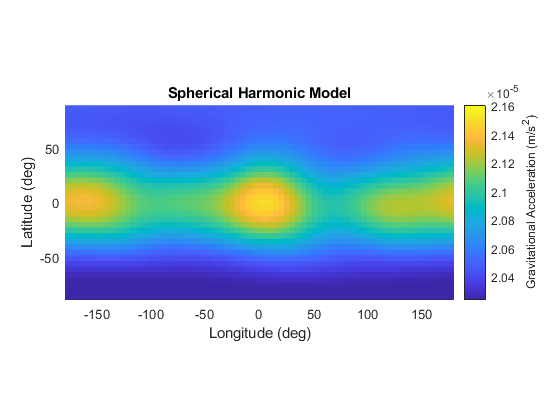 Spherical Harmonic Model
×10^-5
2.16
2.14
2.12
2.1
2.08
2.06
2.04
Gravitational Acceleration (m/s^2)
50
0
-50
Latitude (deg)
-150 -100 -50 0 50 100 150
Longitude (deg)